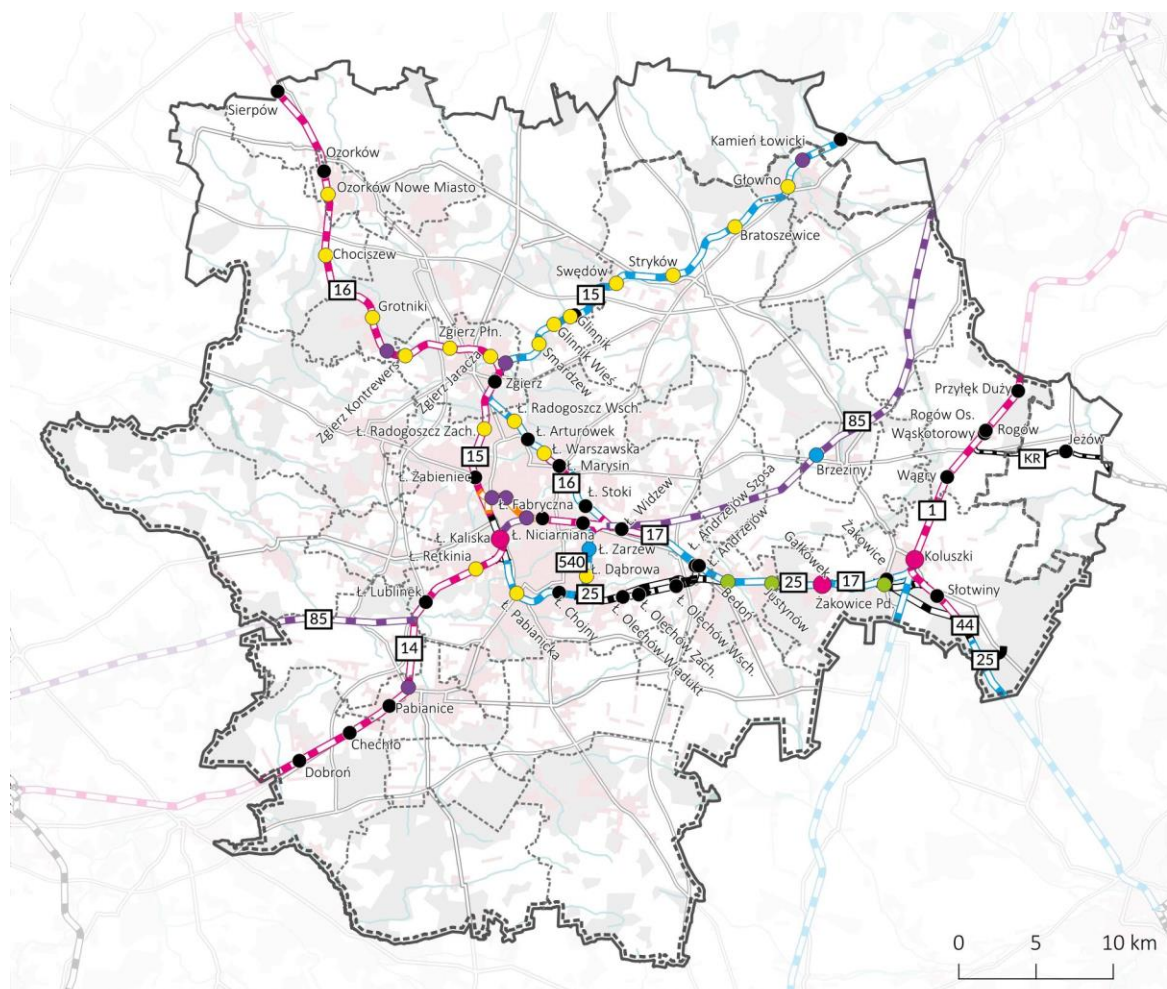 Sierpów
Kamień Łowicki
Ozorków
Ozorków Nowe Miasto
Głowno
Bratoszewice
Chociszew
Stryków
Swędów
16
15
Grotniki
Glinnik
Zgierz Płn.
Glinnik Wieś
Smardzew
Zgierz Jaracza
Zgierz Kontrewers
Zgierz
Przyłęk Duży
Ł. Radogoszcz Wsch.
Ł. Radogoszcz Zach.
Ł. Arturówek
85
Rogów Os.
Wąskotorowy
Rogów
Jeżów
Ł. Warszawska
15
Brzeziny
KR
Ł. Marysin
Ł. Żabieniec
16
Wągry
Ł. Stoki
Ł. Fabryczna
Ł. Widzew
Ł. Andrzejów Szosa
1
Ł. Kaliska
Ł. Niciarniana
17
Ł. Andrzejów
Żakowice
Koluszki
Ł. Retkinia
Ł. Zarzew
540
Gałkówek
Ł. Dąbrowa
25
17
Słotwiny
Ł. Lublinek
25
Bedoń
Justynów
Żakowice Pd.
Ł. Chojny
Ł. Pabianicka
Ł. Olechów Wsch.
Ł. Olechów Zach.
Ł. Olechów Wiadukt
85
44
14
25
Pabianice
Chechło
Dobroń
0 5 10 km